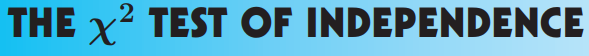 THE χ² TEST OF INDEPENDENCE